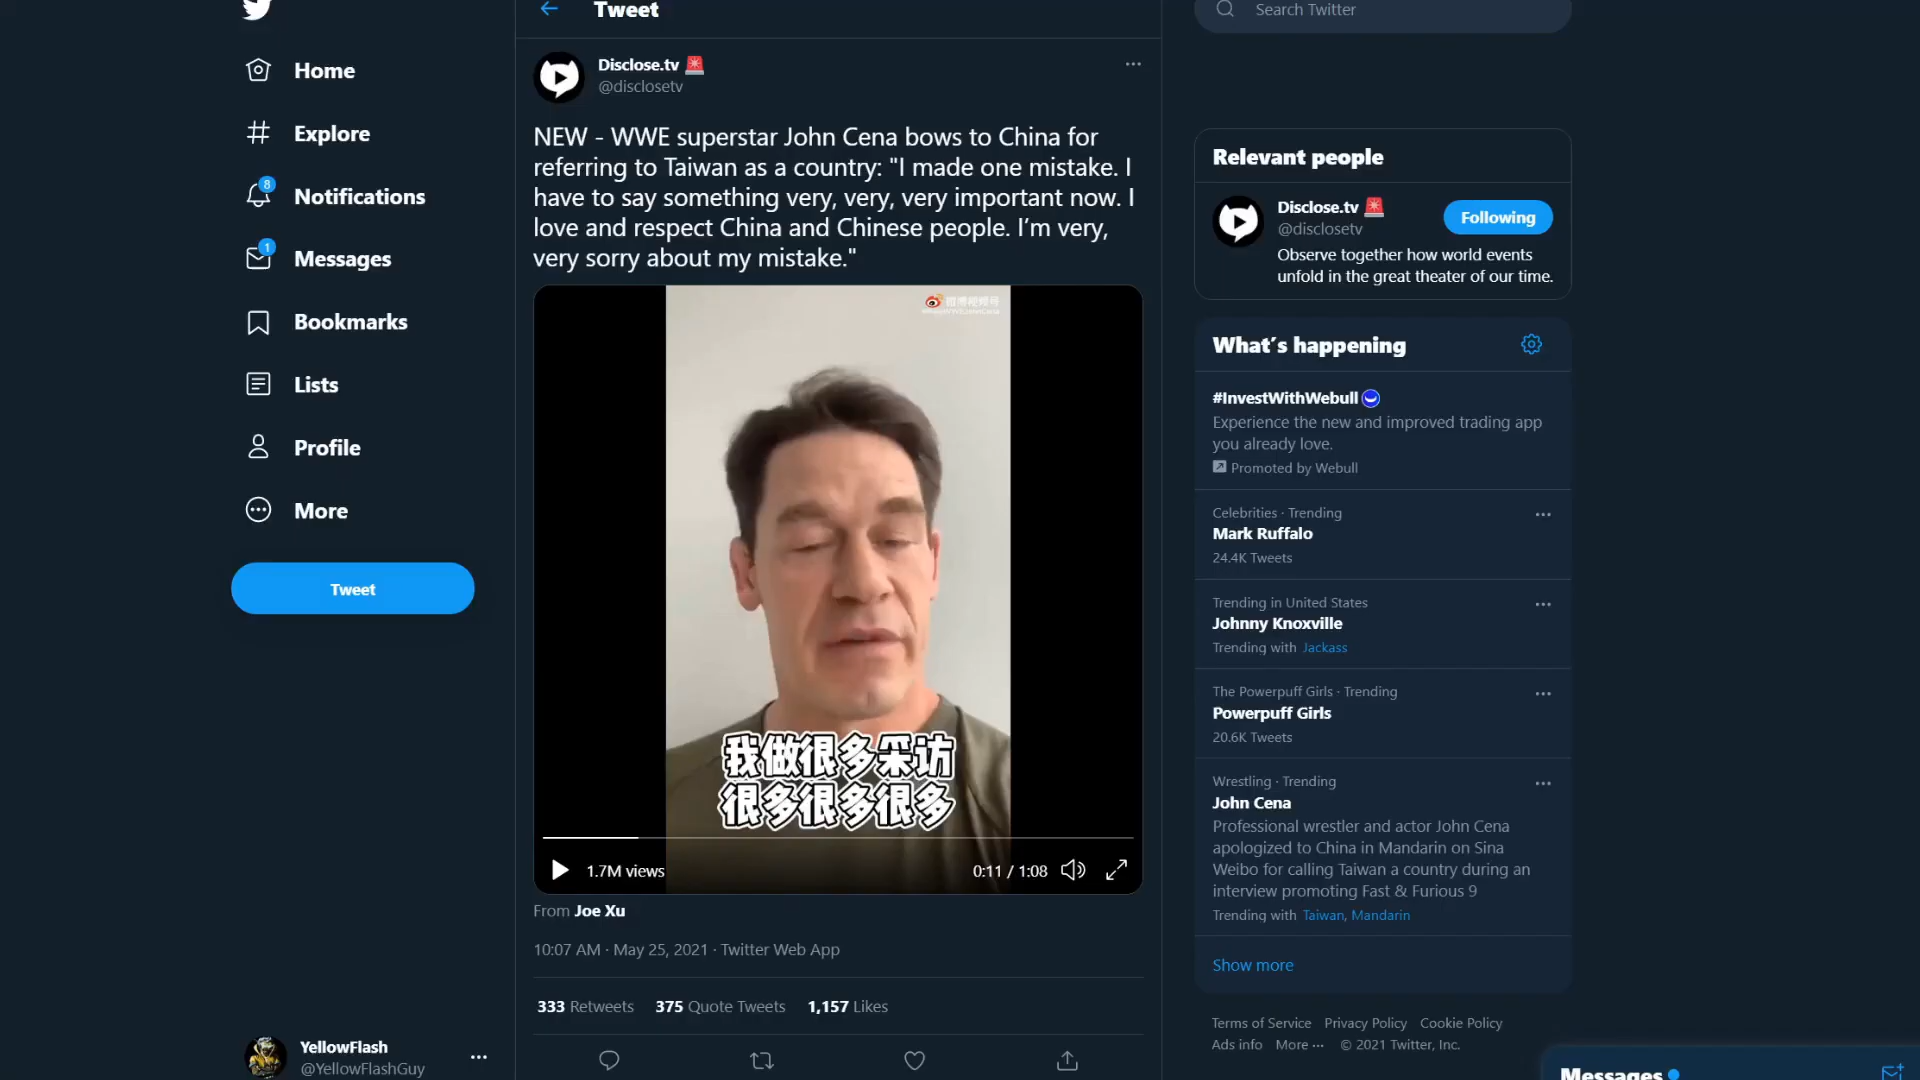 Home
Explore
8
Notifications
1
Messages
Bookmarks
Lists
Profile
More
Tweet
YellowFlash
@YellowFlashGuy
Tweet
Disclose.tv
@disclosetv
NEW - WWE superstar John Cena bows to China for
referring to Taiwan as a country: "I made one mistake. I
have to say something very, very, very important now. I
love and respect China and Chinese people. I'm very,
very sorry about my mistake."
我做很多采访
很多很多很多
1.7M views
0:11 / 1:08
From Joe Xu
10:07 AM · May 25, 2021 · Twitter Web App
333 Retweets 375 Quote Tweets 1,157 Likes
Search Twitter
Relevant people
Disclose.tv
@disclosetv
Following
Observe together how world events
unfold in the great theater of our time.
What's happening
#InvestWithWebull
Experience the new and improved trading app
you already love.
Promoted by Webull
Celebrities · Trending
Mark Ruffalo
24.4K Tweets
Trending in United States
Johnny Knoxville
Trending with Jackass
The Powerpuff Girls · Trending
Powerpuff Girls
20.6K Tweets
Wrestling · Trending
John Cena
Professional wrestler and actor John Cena
apologized to China in Mandarin on Sina
Weibo for calling Taiwan a country during an
interview promoting Fast & Furious 9
Trending with Taiwan, Mandarin
Show more
Terms of Service Privacy Policy Cookie Policy
Ads info More ··· © 2021 Twitter, Inc.
Messages